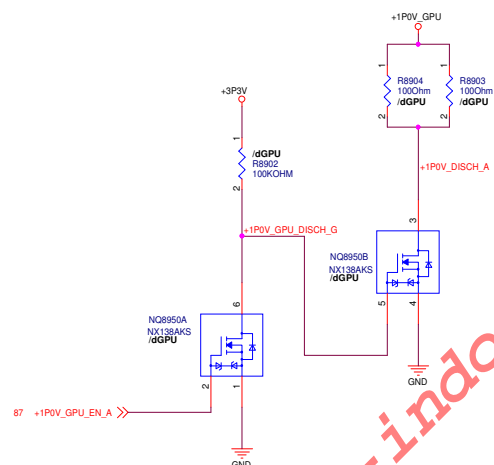 +1P0V_GPU
1
1
R8904
100Ohm
/dGPU
R8903
100Ohm
/dGPU
2
2
+3P3V
1
/dGPU
R8902
100KOHM
2
+1P0V_DISCH_A
3
+1P0V_GPU_DISCH_G
NQ8950B
NX138AKS
/dGPU
5
4
6
NQ8950A
NX138AKS
/dGPU
2
1
GND
87 +1P0V_GPU_EN_A
GND